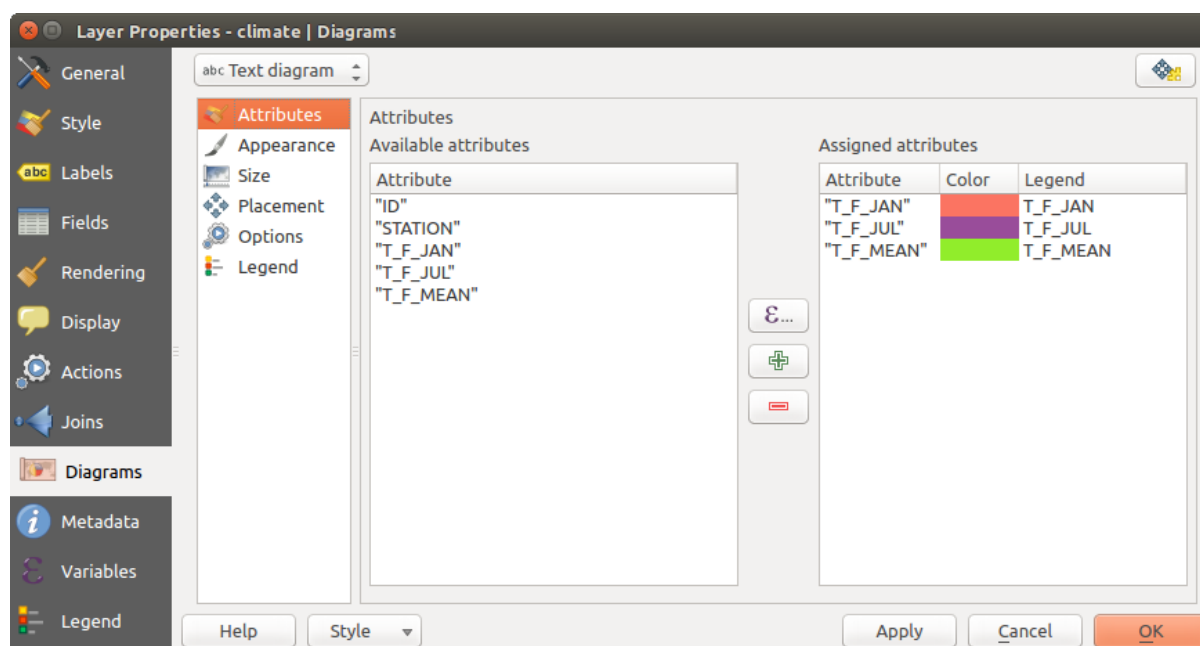 Layer Properties - climate | Diagrams
General
Style
abc Labels
Fields
Rendering
Display
Actions
Joins
Diagrams
Metadata
Variables
Legend
abc Text diagram
Attributes
Appearance
Size
Placement
Options
Legend
Attributes
Available attributes
Attribute
"ID"
"STATION"
"T_F_JAN"
"T_F_JUL"
"T_F_MEAN"
ε...
Assigned attributes
Attribute Color Legend
"T_F_JAN" T_F_JAN
"T_F_JUL" T_F_JUL
"T_F_MEAN" T_F_MEAN
Help Style Apply Cancel OK